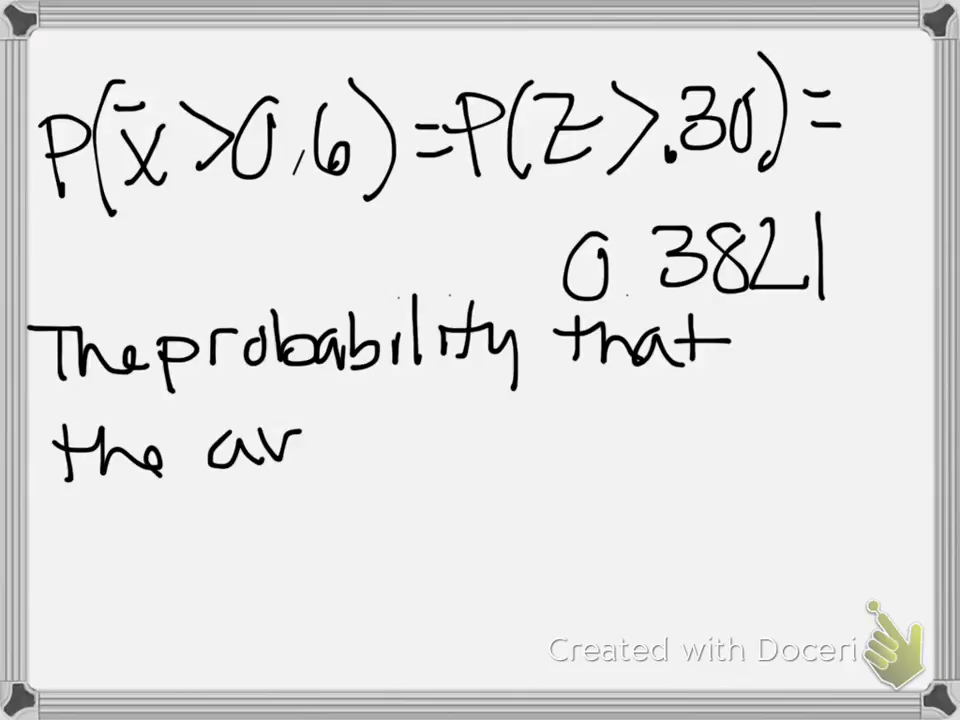 P(x̄ > 0.6) = P(Z > .30) =
0.3821
The probability that
the av
Created with Doceri